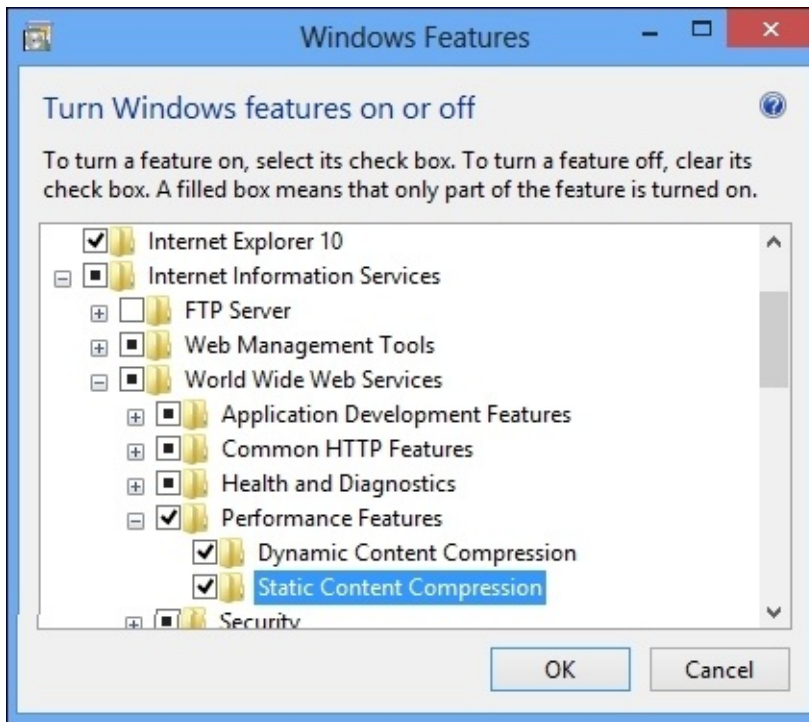 Windows Features
Turn Windows features on or off
To turn a feature on, select its check box. To turn a feature off, clear its
check box. A filled box means that only part of the feature is turned on.
Internet Explorer 10
Internet Information Services
FTP Server
Web Management Tools
World Wide Web Services
Application Development Features
Common HTTP Features
Health and Diagnostics
Performance Features
Dynamic Content Compression
Static Content Compression
Security
OK
Cancel